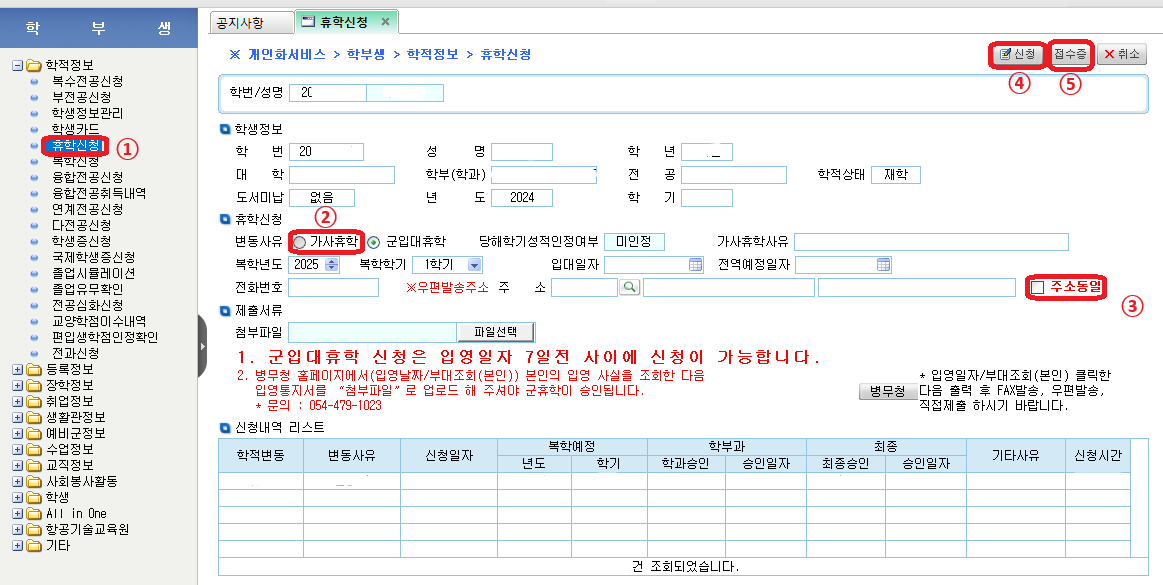 학 부 생
공지사항 휴학신청
※ 개인화서비스 > 학부생 > 학적정보 > 휴학신청
신청 접수증 취소
④ ⑤
학번/성명 20
학적정보
복수전공신청
부전공신청
학생정보관리
학생카드
휴학신청 ①
복학신청
융합전공신청
융합전공취득내역
연계전공신청
다전공신청
학생증신청
국제학생증신청
졸업시뮬레이션
졸업유무확인
전공심화신청
교양학점이수내역
편입생학점인정확인
전과신청
등록정보
장학정보
취업정보
생활관정보
예비군정보
수업정보
교직정보
사회봉사활동
학생
All in One
항공기술교육원
기타
학생정보
학 번 20 성 명 학 년
대 학 학부(학과) 전 공 학적상태 재학
도서미납 없음 년 도 2024 학 기
휴학신청 ②
변동사유 가사휴학 군입대휴학 당해학기성적인정여부 미인정 가사휴학사유
복학년도 2025 복학학기 1학기 입대일자 전역예정일자
전화번호 ※우편발송주소 주 소 주소동일
③
제출서류
첨부파일 파일선택
1. 군입대휴학 신청은 입영일자 7일전 사이에 신청이 가능합니다.
2. 병무청 홈페이지에서(입영날짜/부대조회(본인)) 본인의 입영 사실을 조회한 다음
입영통지서를 “첨부파일”로 업로드 해 주셔야 군휴학이 승인됩니다.
* 문의 : 054-479-1023
병무청
* 입영일자/부대조회(본인) 클릭한
다음 출력 후 FAX발송, 우편발송,
직접제출 하시기 바랍니다.
신청내역 리스트
학적변동 변동사유 신청일자 복학예정 학부과 최종 기타사유 신청시간
년도 학기 학과승인 승인일자 최종승인 승인일자
건 조회되었습니다.